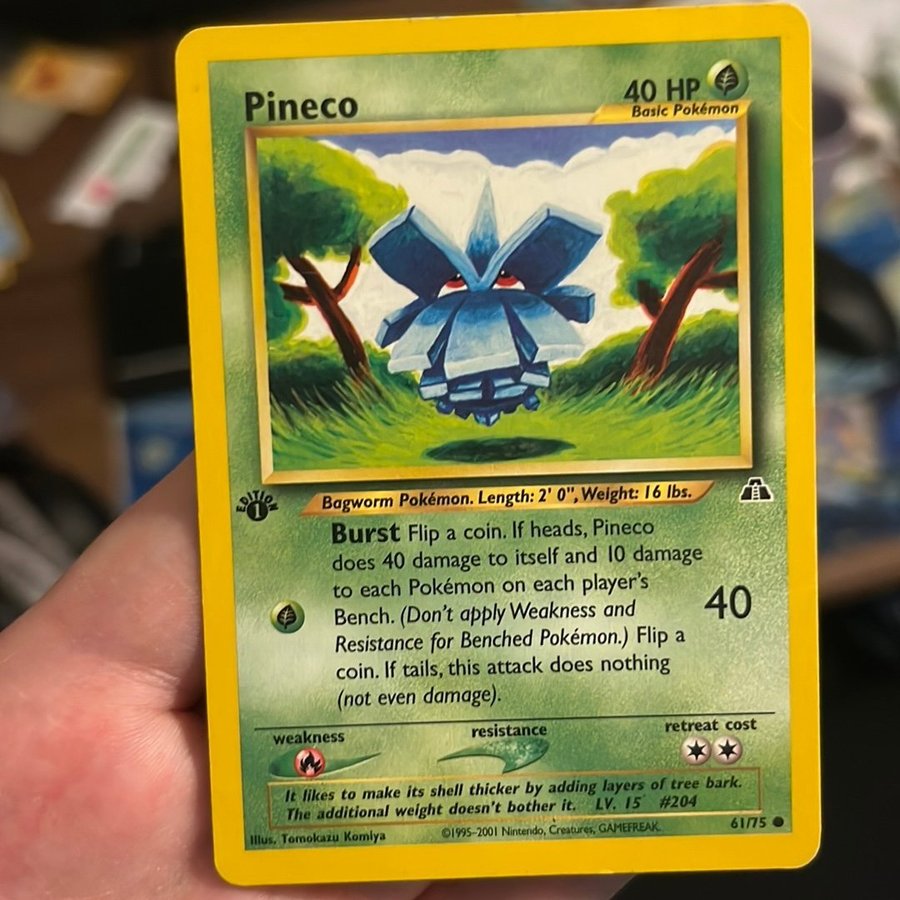 Pineco
40 HP
Basic Pokémon
EDITION
1
Bagworm Pokémon. Length: 2' 0", Weight: 16 lbs.
Burst Flip a coin. If heads, Pineco
does 40 damage to itself and 10 damage
to each Pokémon on each player's
Bench. (Don't apply Weakness and
Resistance for Benched Pokémon.) Flip a
coin. If tails, this attack does nothing
(not even damage).
40
weakness
resistance
retreat cost
It likes to make its shell thicker by adding layers of tree bark.
The additional weight doesn't bother it. LV. 15 #204
Illus. Tomokazu Komiya
©1995-2001 Nintendo, Creatures, GAMEFREAK.
61/75